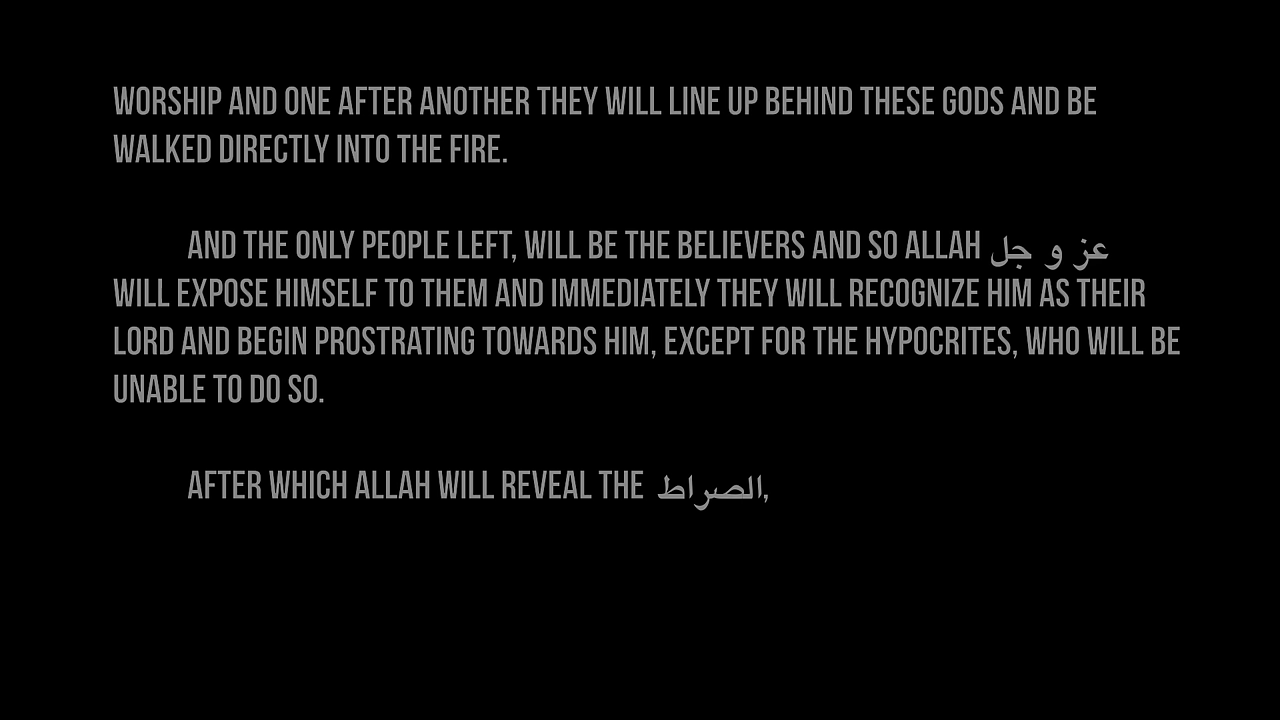 WORSHIP AND ONE AFTER ANOTHER THEY WILL LINE UP BEHIND THESE GODS AND BE
WALKED DIRECTLY INTO THE FIRE.
AND THE ONLY PEOPLE LEFT, WILL BE THE BELIEVERS AND SO ALLAH عز و جل
WILL EXPOSE HIMSELF TO THEM AND IMMEDIATELY THEY WILL RECOGNIZE HIM AS THEIR
LORD AND BEGIN PROSTRATING TOWARDS HIM, EXCEPT FOR THE HYPOCRITES, WHO WILL BE
UNABLE TO DO SO.
AFTER WHICH ALLAH WILL REVEAL THE الصراط,